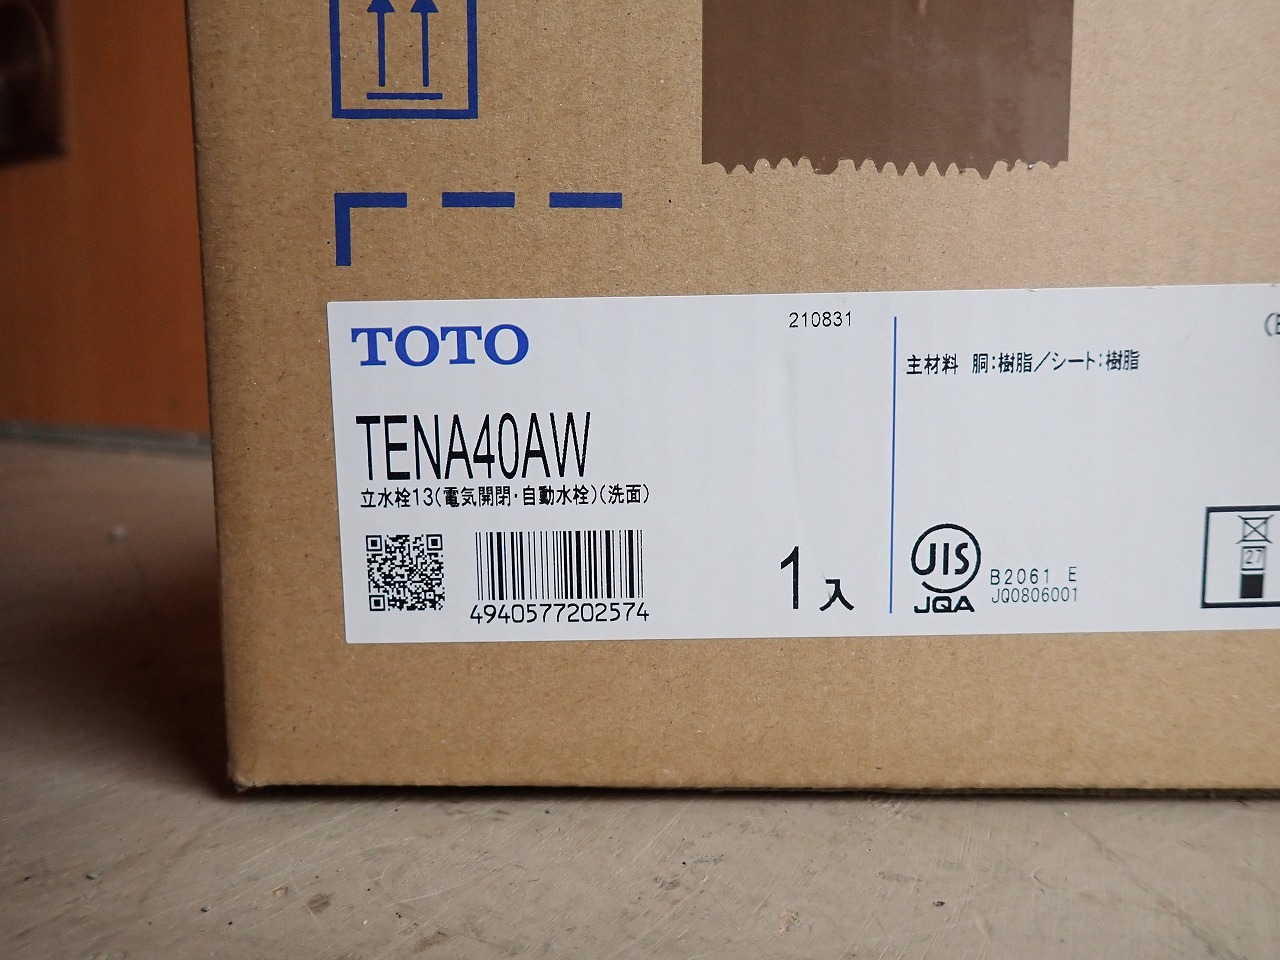 TOTO
210831
TENA40AW
立水栓13(電気開閉・自動水栓)(洗面)
4940577202574
1入
主材料 胴:樹脂/シート:樹脂
JIS
JQA
B2061 E
JQ0806001
27